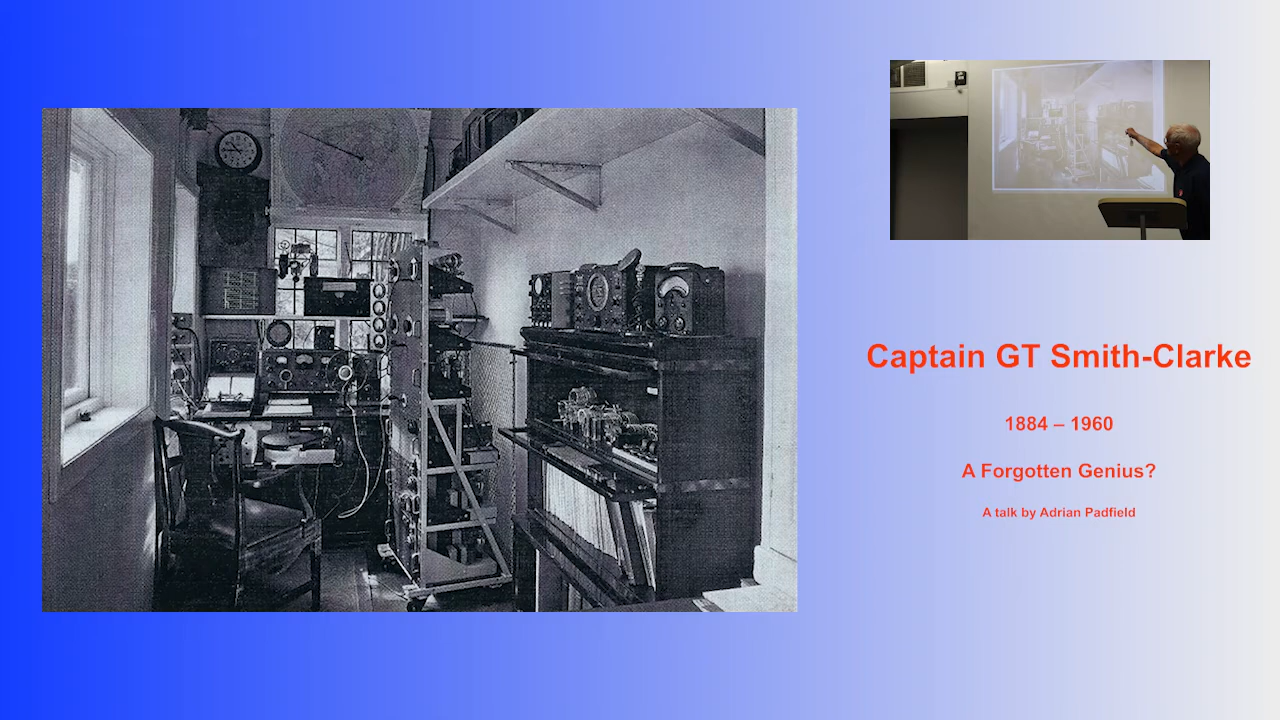 Captain GT Smith-Clarke
1884 – 1960
A Forgotten Genius?
A talk by Adrian Padfield